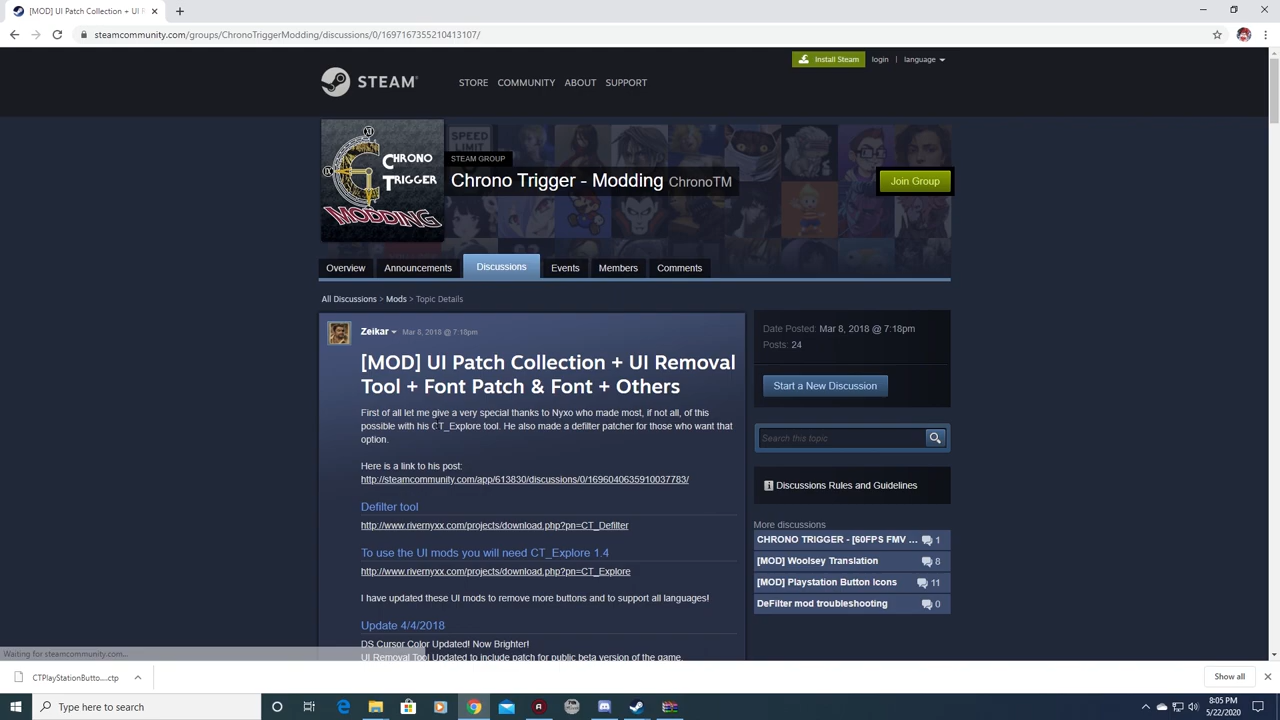 [MOD] UI Patch Collection + UI R
steamcommunity.com/groups/ChronoTriggerModding/discussions/0/1697167355210413107/
Install Steam login | language
STEAM
STORE COMMUNITY ABOUT SUPPORT
CHRONO
TRIGGER
MODDING
SPEED
LIMIT
STEAM GROUP
Chrono Trigger - Modding ChronoTM
Join Group
Overview Announcements Discussions Events Members Comments
All Discussions > Mods > Topic Details
Zeikar Mar 8, 2018 @ 7:18pm
[MOD] UI Patch Collection + UI Removal
Tool + Font Patch & Font + Others
First of all let me give a very special thanks to Nyxo who made most, if not all, of this
possible with his CT_Explore tool. He also made a defilter patcher for those who want that
option.
Here is a link to his post:
http://steamcommunity.com/app/613830/discussions/0/1696040635910037783/
Defilter tool
http://www.rivernyxx.com/projects/download.php?pn=CT_Defilter
To use the UI mods you will need CT_Explore 1.4
http://www.rivernyxx.com/projects/download.php?pn=CT_Explore
I have updated these UI mods to remove more buttons and to support all languages!
Update 4/4/2018
DS Cursor Color Updated! Now Brighter!
UI Removal Tool Updated to include patch for public beta version of the game.
Date Posted: Mar 8, 2018 @ 7:18pm
Posts: 24
Start a New Discussion
Search this topic
Discussions Rules and Guidelines
More discussions
CHRONO TRIGGER - [60FPS FMV ... 1
[MOD] Woolsey Translation 8
[MOD] Playstation Button Icons 11
DeFilter mod troubleshooting 0
Waiting for steamcommunity.com...
CTPlayStationButto....ctp
Show all
Type here to search
8:05 PM
5/22/2020